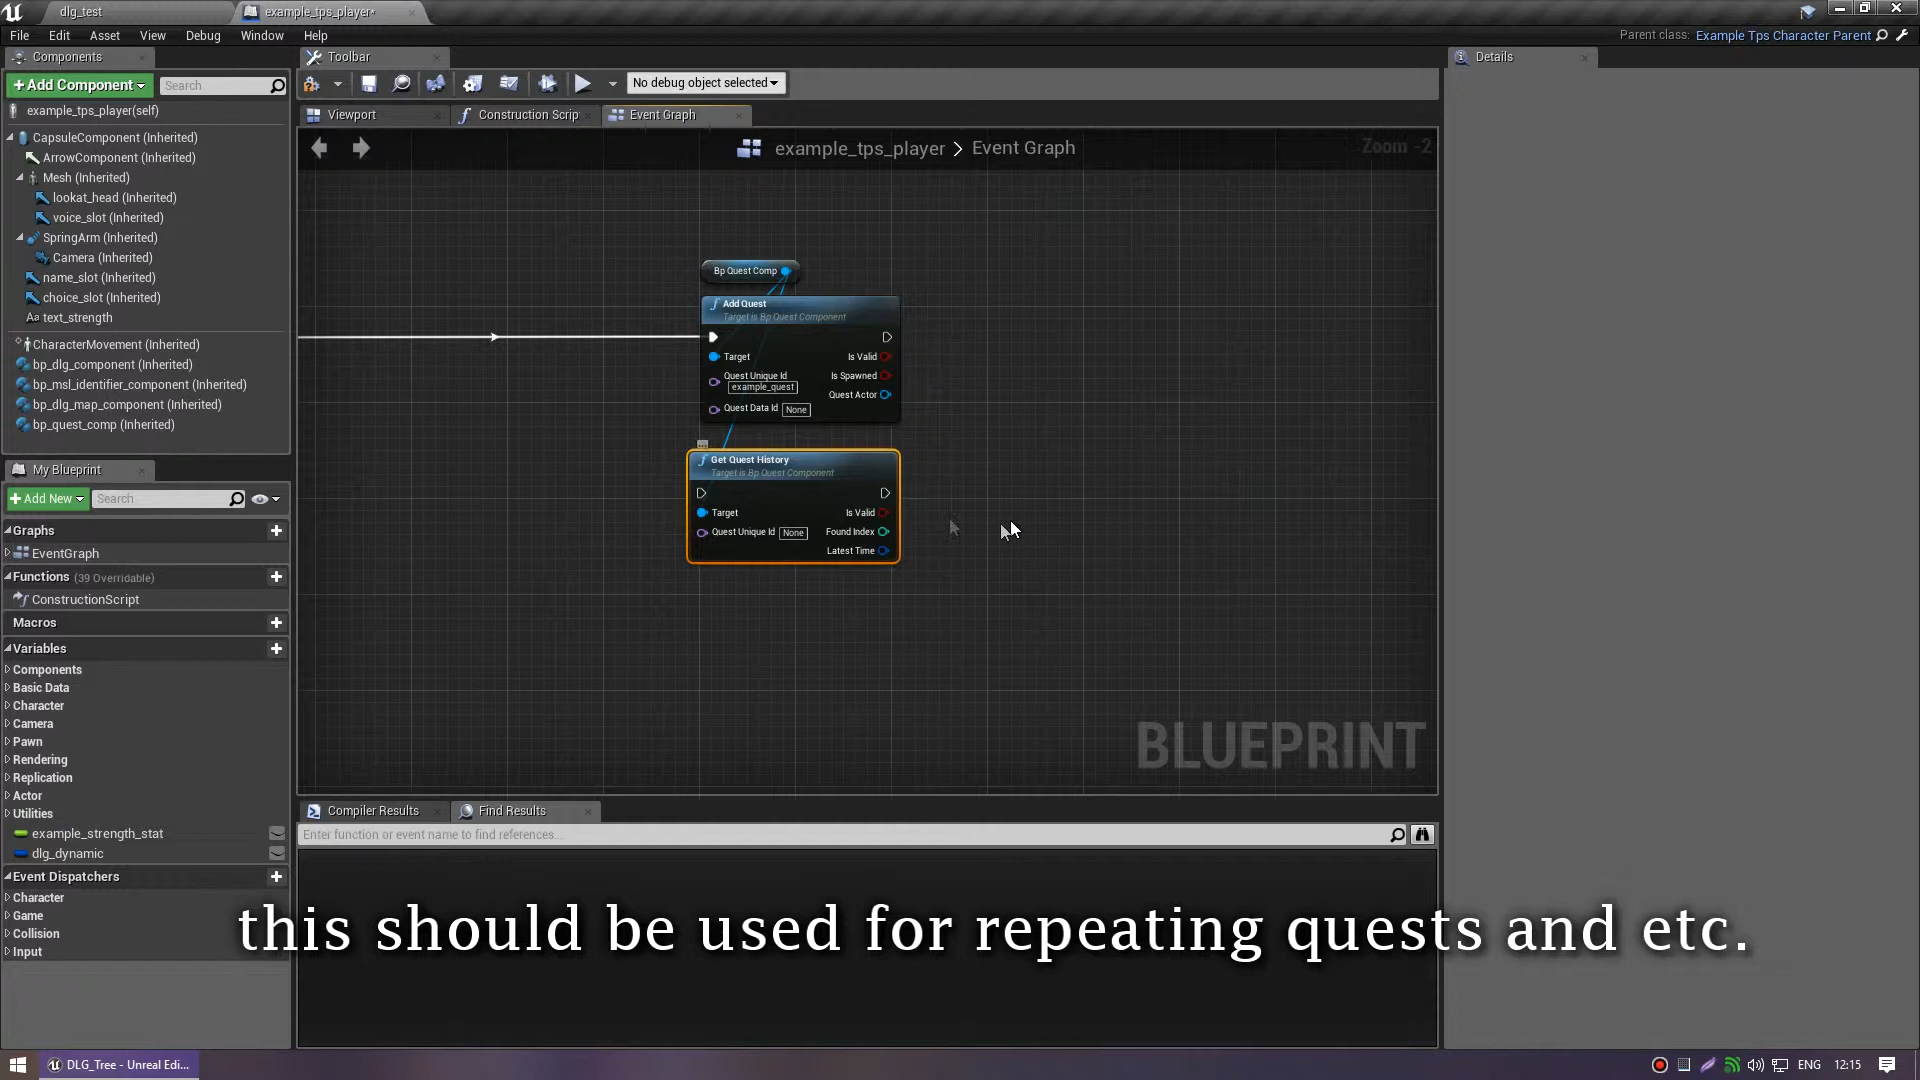 dlg_test
example_tps_player*
File Edit Asset View Debug Window Help
Parent class: Example Tps Character Parent
Components
+Add Component
Search
example_tps_player(self)
CapsuleComponent (Inherited)
ArrowComponent (Inherited)
Mesh (Inherited)
lookat_head (Inherited)
voice_slot (Inherited)
SpringArm (Inherited)
Camera (Inherited)
name_slot (Inherited)
choice_slot (Inherited)
Aa text_strength
CharacterMovement (Inherited)
bp_dlg_component (Inherited)
bp_msl_identifier_component (Inherited)
bp_dlg_map_component (Inherited)
bp_quest_comp (Inherited)
My Blueprint
+Add New
Search
Graphs
EventGraph
Functions (39 Overridable)
ConstructionScript
Macros
Variables
Components
Basic Data
Character
Camera
Pawn
Rendering
Replication
Actor
Utilities
example_strength_stat
dlg_dynamic
Event Dispatchers
Character
Game
Collision
Input
Toolbar
No debug object selected
Viewport
Construction Scrip
Event Graph
example_tps_player > Event Graph
Zoom -2
Bp Quest Comp
Add Quest
Target is Bp Quest Component
Target
Is Valid
Quest Unique Id
example_quest
Is Spawned
Quest Actor
Quest Data Id None
Get Quest History
Target is Bp Quest Component
Target
Is Valid
Quest Unique Id None
Found Index
Latest Time
BLUEPRINT
Compiler Results
Find Results
Enter function or event name to find references...
Details
this should be used for repeating quests and etc.
DLG_Tree - Unreal Edi...
ENG
12:15